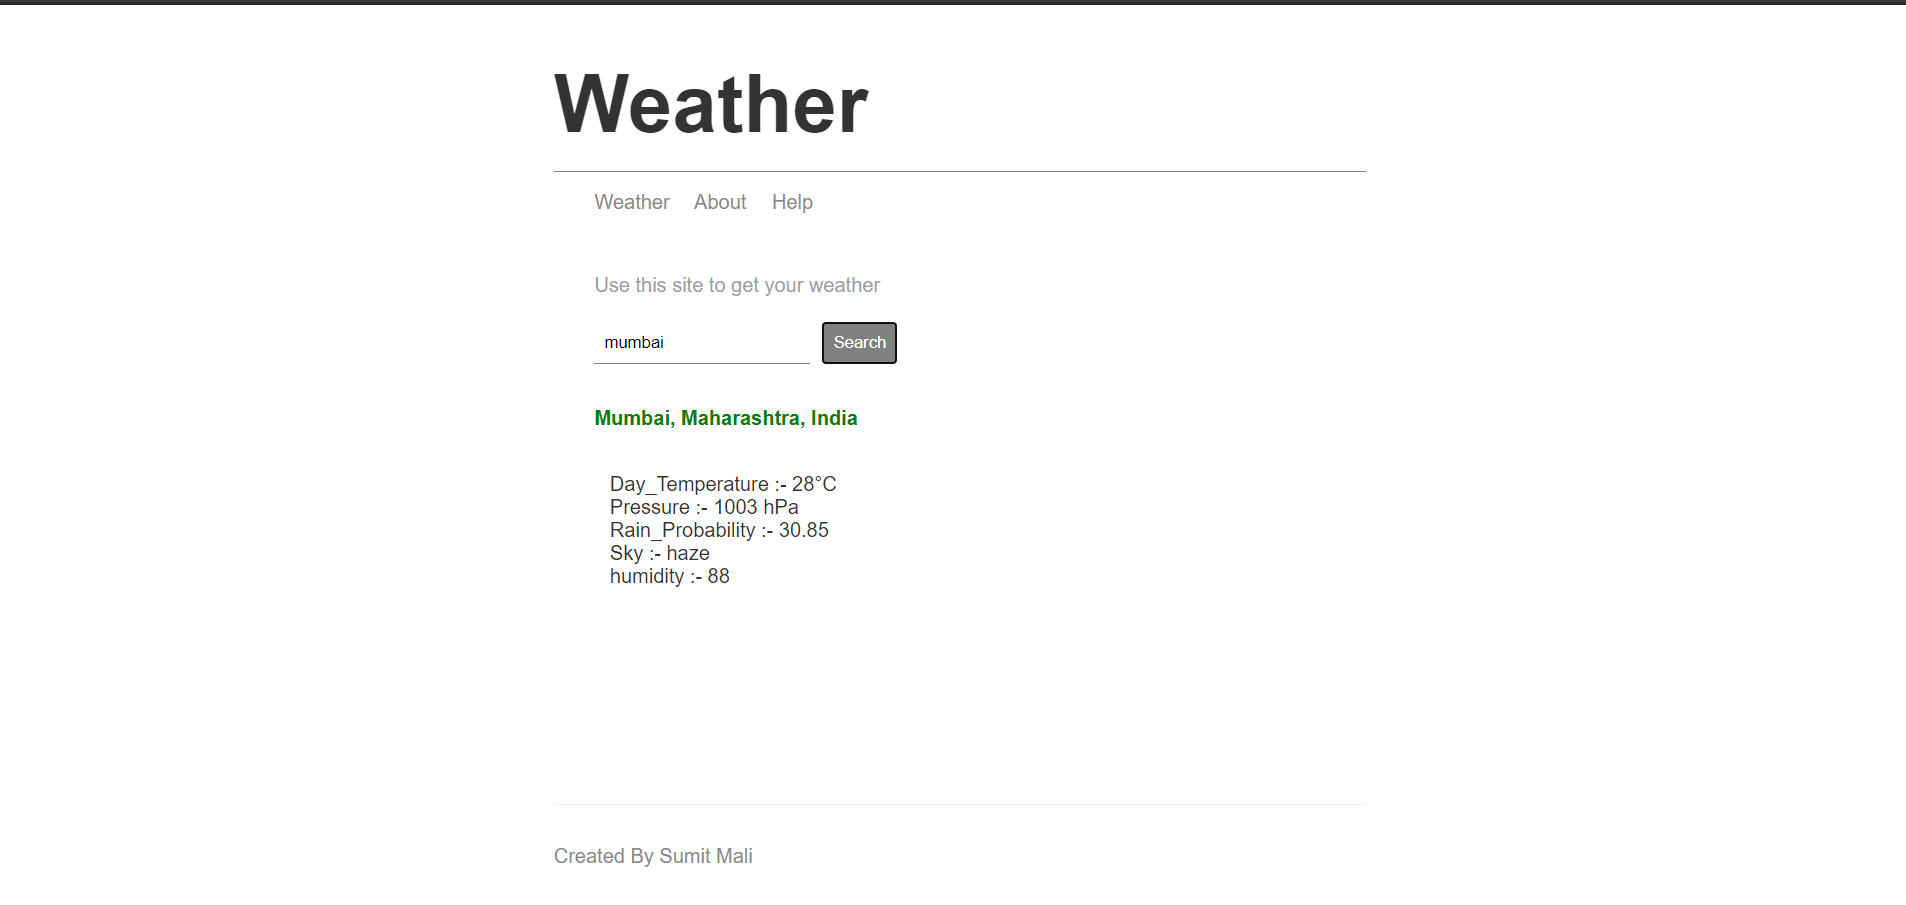 Weather
Weather About Help
Use this site to get your weather
mumbai Search
Mumbai, Maharashtra, India
Day_Temperature :- 28°C
Pressure :- 1003 hPa
Rain_Probability :- 30.85
Sky :- haze
humidity :- 88
Created By Sumit Mali